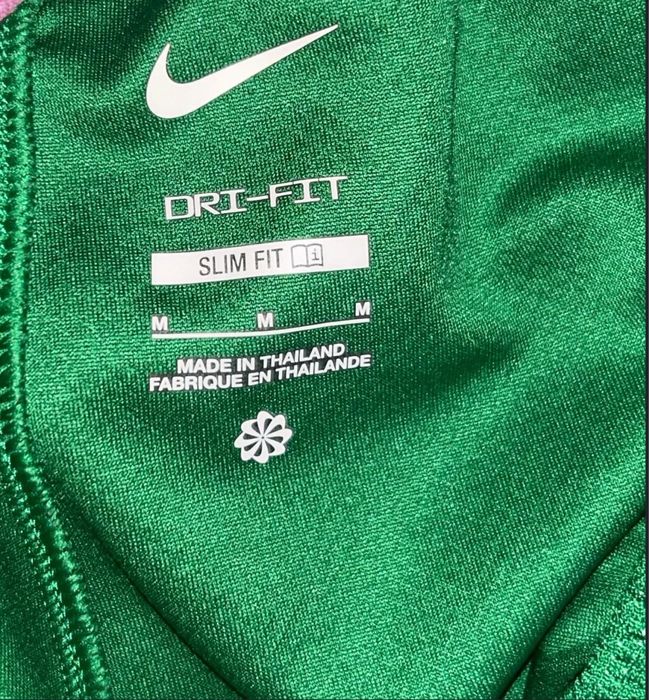 DRI-FIT
SLIM FIT i
M M M
MADE IN THAILAND
FABRIQUE EN THAILANDE